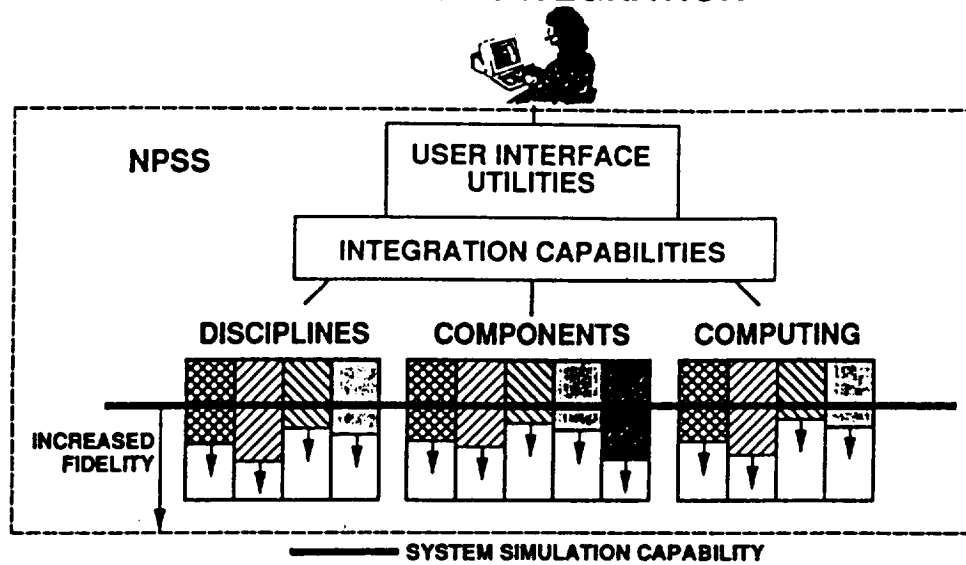 NPSS
USER INTERFACE
UTILITIES
INTEGRATION CAPABILITIES
DISCIPLINES
COMPONENTS
COMPUTING
INCREASED
FIDELITY
SYSTEM SIMULATION CAPABILITY